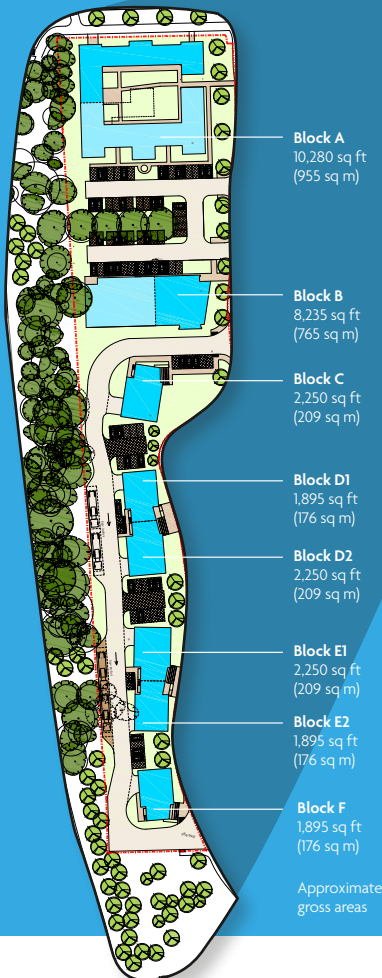 Block A
10,280 sq ft
(955 sq m)
Block B
8,235 sq ft
(765 sq m)
Block C
2,250 sq ft
(209 sq m)
Block D1
1,895 sq ft
(176 sq m)
Block D2
2,250 sq ft
(209 sq m)
Block E1
2,250 sq ft
(209 sq m)
Block E2
1,895 sq ft
(176 sq m)
Block F
1,895 sq ft
(176 sq m)
Approximate
gross areas